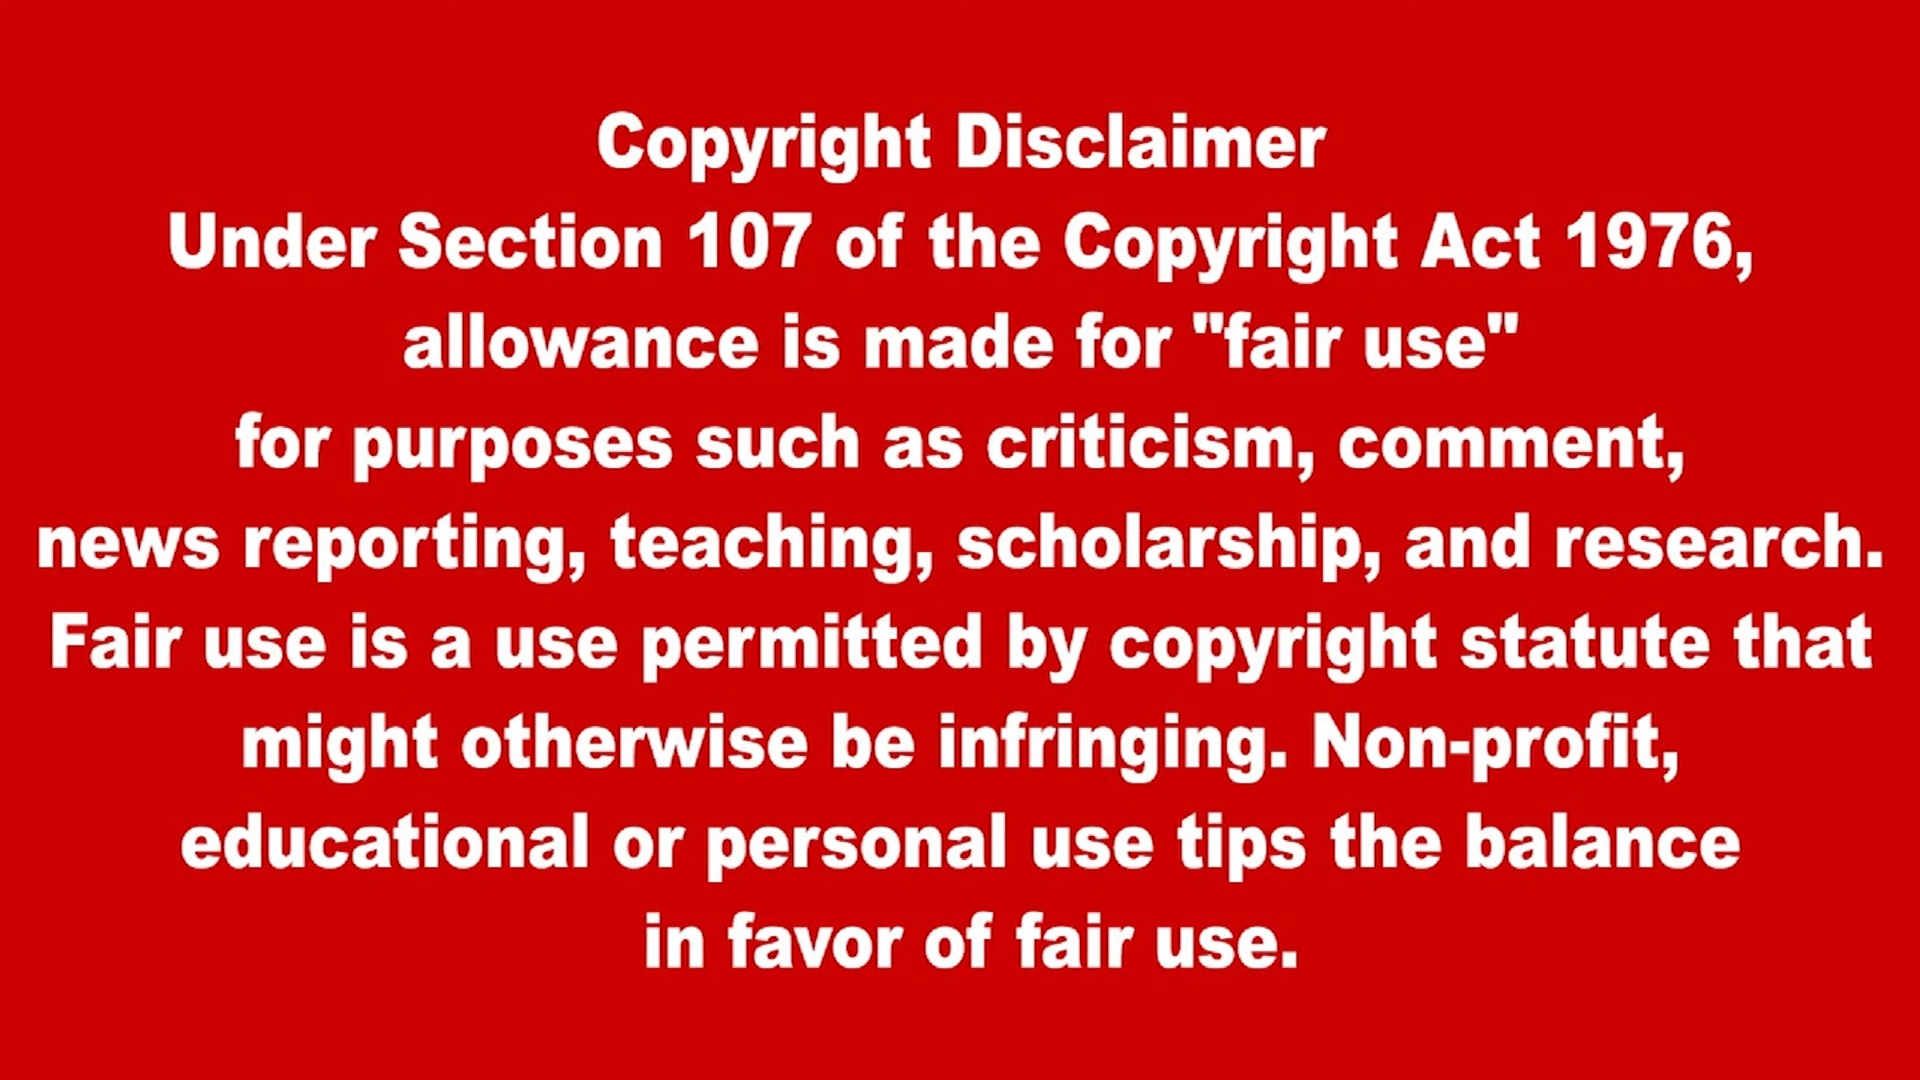 Copyright Disclaimer
Under Section 107 of the Copyright Act 1976,
allowance is made for "fair use"
for purposes such as criticism, comment,
news reporting, teaching, scholarship, and research.
Fair use is a use permitted by copyright statute that
might otherwise be infringing. Non-profit,
educational or personal use tips the balance
in favor of fair use.